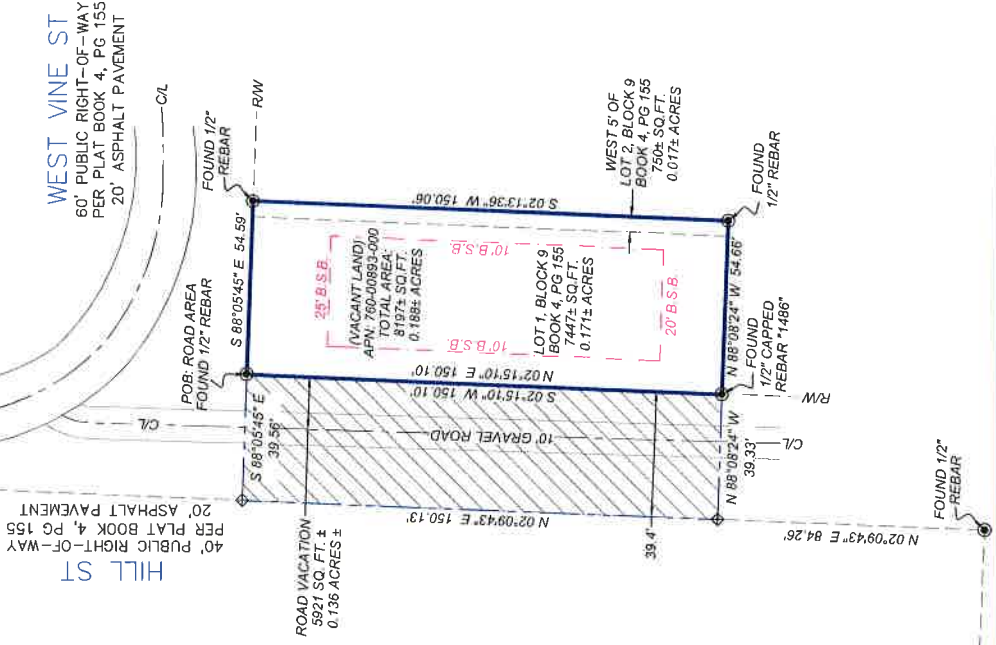 WEST VINE ST
60' PUBLIC RIGHT-OF-WAY
PER PLAT BOOK 4, PG 155
20' ASPHALT PAVEMENT
C/L
R/W
FOUND 1/2"
REBAR
POB: ROAD AREA
FOUND 1/2" REBAR
S 88°05'45" E 54.59'
S 02°13'36" W 150.06'
25' B.S.B.
(VACANT LAND)
APN: 760-00893-000
TOTAL AREA:
8197± SQ.FT.
0.188± ACRES
10' B.S.B.
10' B.S.B.
LOT 1, BLOCK 9
BOOK 4, PG 155
7447± SQ.FT.
0.171± ACRES
20' B.S.B.
WEST 5' OF
LOT 2, BLOCK 9
BOOK 4, PG 155
750± SQ.FT.
0.017± ACRES
FOUND
1/2" REBAR
N 88°08'24" W 54.66'
FOUND
1/2" CAPPED
REBAR "1486"
N 02°15'10" E 150.10'
S 02°15'10" W 150.10'
R/W
HILL ST
40' PUBLIC RIGHT-OF-WAY
PER PLAT BOOK 4, PG 155
20' ASPHALT PAVEMENT
C/L
S 88°05'45" E
39.56'
10' GRAVEL ROAD
C/L
N 88°08'24" W
39.33'
N 02°09'43" E 150.13'
ROAD VACATION
5921 SQ. FT. ±
0.136 ACRES ±
39.4'
N 02°09'43" E 84.26'
FOUND 1/2"
REBAR